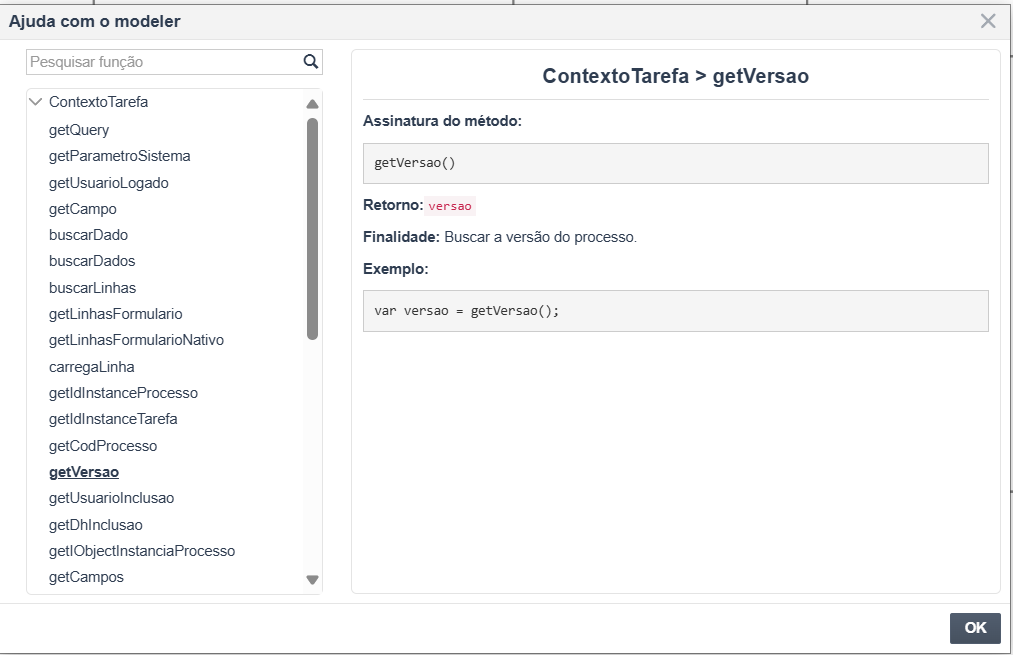 Ajuda com o modeler
Pesquisar função
ContextoTarefa
getQuery
getParametroSistema
getUsuarioLogado
getCampo
buscarDado
buscarDados
buscarLinhas
getLinhasFormulario
getLinhasFormularioNativo
carregaLinha
getIdInstanceProcesso
getIdInstanceTarefa
getCodProcesso
getVersao
getUsuarioInclusao
getDhInclusao
getIObjectInstanciaProcesso
getCampos
ContextoTarefa > getVersao
Assinatura do método:
getVersao()
Retorno: versao
Finalidade: Buscar a versão do processo.
Exemplo:
var versao = getVersao();
OK